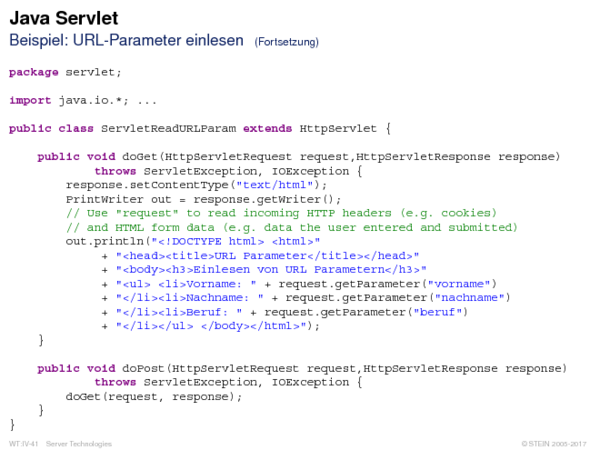 Java Servlet
Beispiel: URL-Parameter einlesen (Fortsetzung)
package servlet;
import java.io.*; ...
public class ServletReadURLParam extends HttpServlet {
public void doGet(HttpServletRequest request,HttpServletResponse response)
throws ServletException, IOException {
response.setContentType("text/html");
PrintWriter out = response.getWriter();
// Use "request" to read incoming HTTP headers (e.g. cookies)
// and HTML form data (e.g. data the user entered and submitted)
out.println("<!DOCTYPE html> <html>"
+ "<head><title>URL Parameter</title></head>"
+ "<body><h3>Einlesen von URL Parametern</h3>"
+ "<ul> <li>Vorname: " + request.getParameter("vorname")
+ "</li><li>Nachname: " + request.getParameter("nachname")
+ "</li><li>Beruf: " + request.getParameter("beruf")
+ "</li></ul> </body></html>");
}
public void doPost(HttpServletRequest request,HttpServletResponse response)
throws ServletException, IOException {
doGet(request, response);
}
}
WT:IV-41 Server Technologies © STEIN 2005-2017